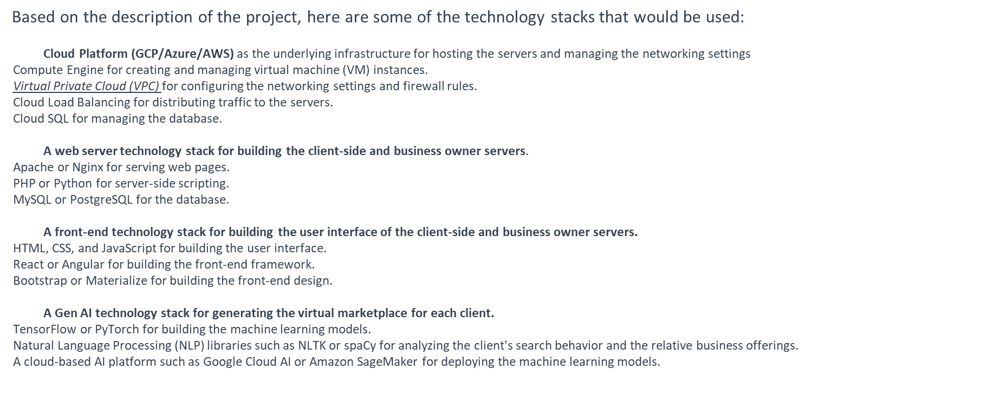 Based on the description of the project, here are some of the technology stacks that would be used:
Cloud Platform (GCP/Azure/AWS) as the underlying infrastructure for hosting the servers and managing the networking settings
Compute Engine for creating and managing virtual machine (VM) instances.
Virtual Private Cloud (VPC) for configuring the networking settings and firewall rules.
Cloud Load Balancing for distributing traffic to the servers.
Cloud SQL for managing the database.
A web server technology stack for building the client-side and business owner servers.
Apache or Nginx for serving web pages.
PHP or Python for server-side scripting.
MySQL or PostgreSQL for the database.
A front-end technology stack for building the user interface of the client-side and business owner servers.
HTML, CSS, and JavaScript for building the user interface.
React or Angular for building the front-end framework.
Bootstrap or Materialize for building the front-end design.
A Gen AI technology stack for generating the virtual marketplace for each client.
TensorFlow or PyTorch for building the machine learning models.
Natural Language Processing (NLP) libraries such as NLTK or spaCy for analyzing the client's search behavior and the relative business offerings.
A cloud-based AI platform such as Google Cloud AI or Amazon SageMaker for deploying the machine learning models.